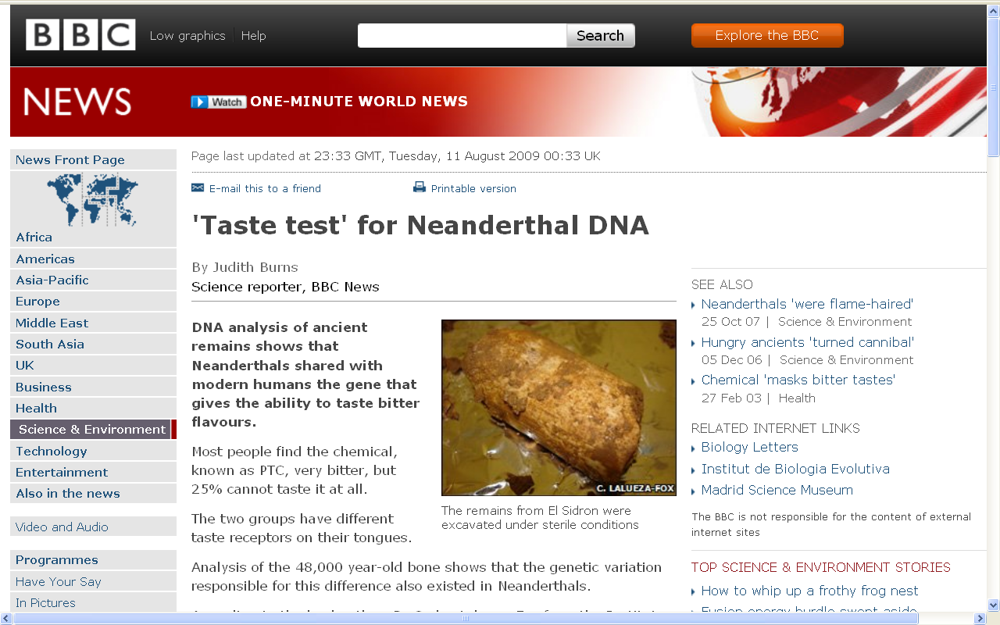 BBC Low graphics Help Search Explore the BBC
NEWS Watch ONE-MINUTE WORLD NEWS
News Front Page
Africa
Americas
Asia-Pacific
Europe
Middle East
South Asia
UK
Business
Health
Science & Environment
Technology
Entertainment
Also in the news
Video and Audio
Programmes
Have Your Say
In Pictures
Page last updated at 23:33 GMT, Tuesday, 11 August 2009 00:33 UK
E-mail this to a friend Printable version
'Taste test' for Neanderthal DNA
By Judith Burns
Science reporter, BBC News
DNA analysis of ancient
remains shows that
Neanderthals shared with
modern humans the gene that
gives the ability to taste bitter
flavours.
Most people find the chemical,
known as PTC, very bitter, but
25% cannot taste it at all.
The two groups have different
taste receptors on their tongues.
Analysis of the 48,000 year-old bone shows that the genetic variation
responsible for this difference also existed in Neanderthals.
C. LALUEZA-FOX
The remains from El Sidron were
excavated under sterile conditions
SEE ALSO
Neanderthals 'were flame-haired'
25 Oct 07 | Science & Environment
Hungry ancients 'turned cannibal'
05 Dec 06 | Science & Environment
Chemical 'masks bitter tastes'
27 Feb 03 | Health
RELATED INTERNET LINKS
Biology Letters
Institut de Biologia Evolutiva
Madrid Science Museum
The BBC is not responsible for the content of external
internet sites
TOP SCIENCE & ENVIRONMENT STORIES
How to whip up a frothy frog nest
Fusion energy hurdle swept aside